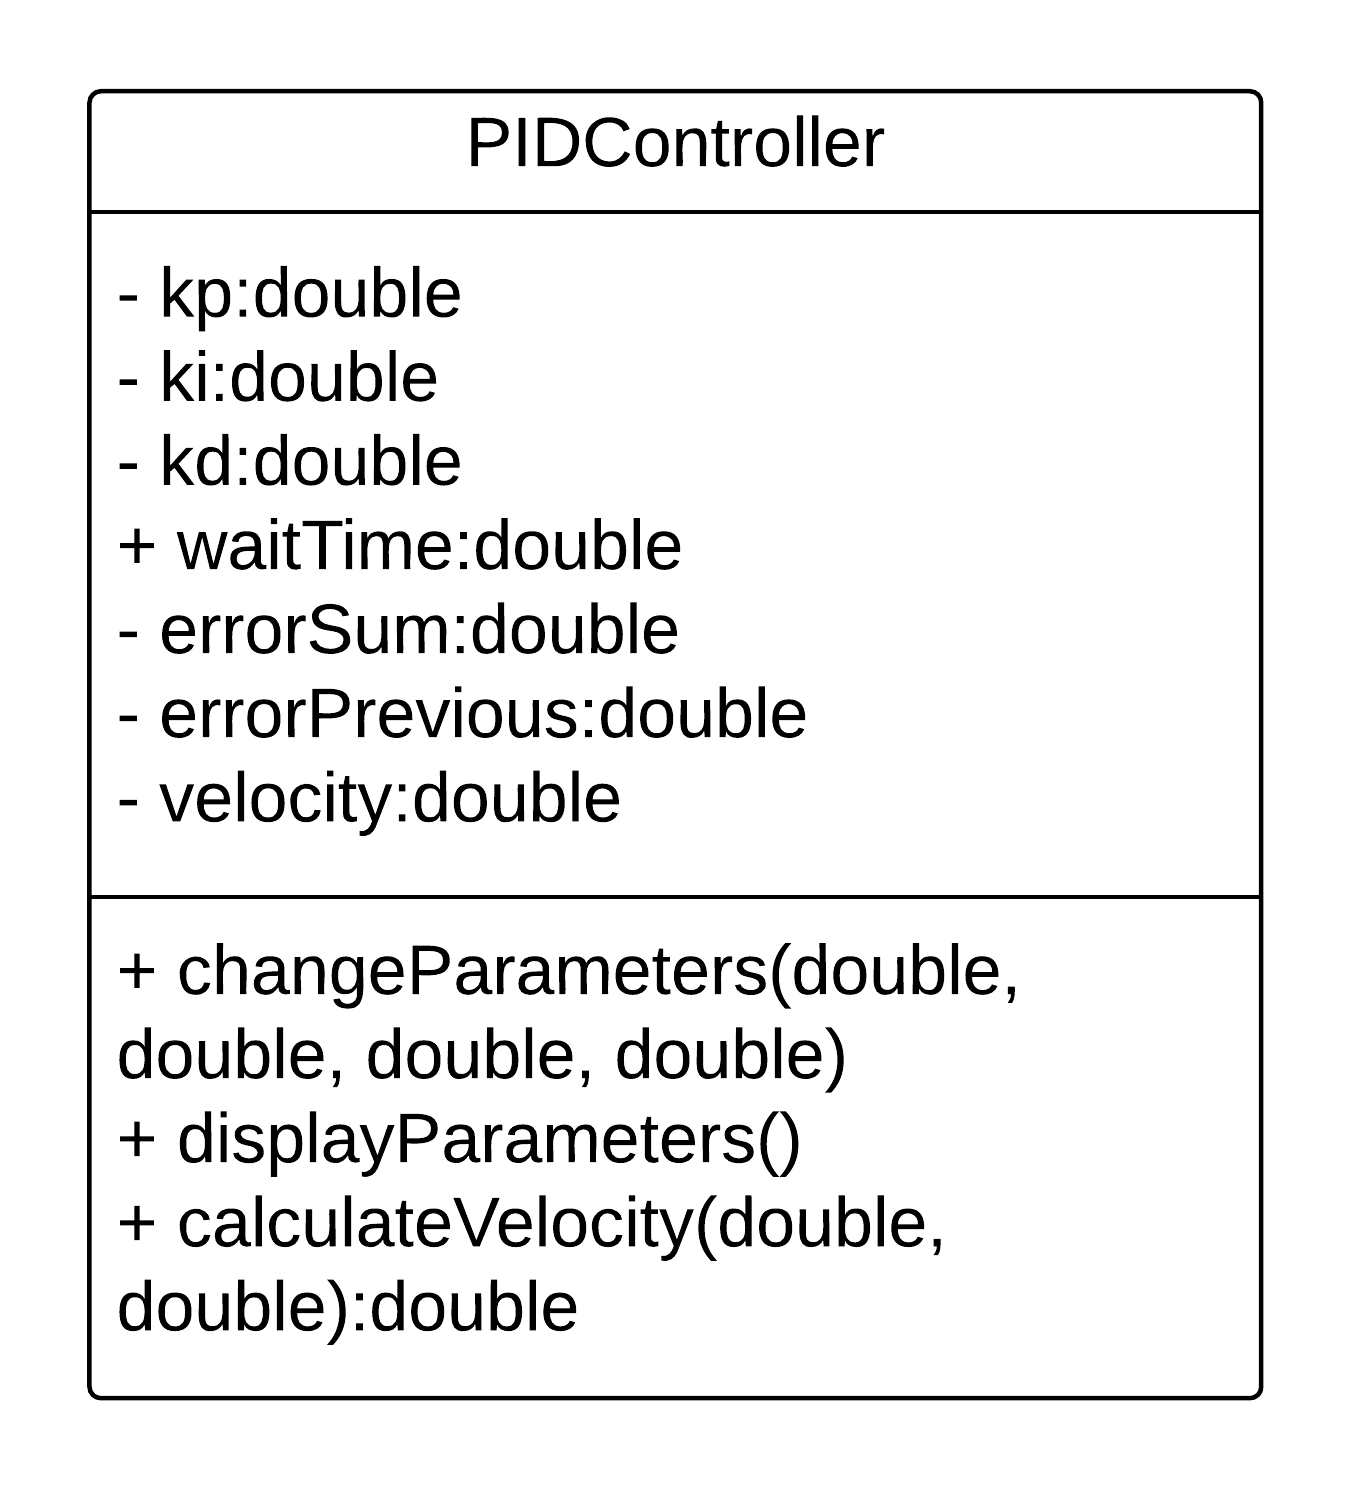 PIDController
- kp:double
- ki:double
- kd:double
+ waitTime:double
- errorSum:double
- errorPrevious:double
- velocity:double
+ changeParameters(double,
double, double, double)
+ displayParameters()
+ calculateVelocity(double,
double):double